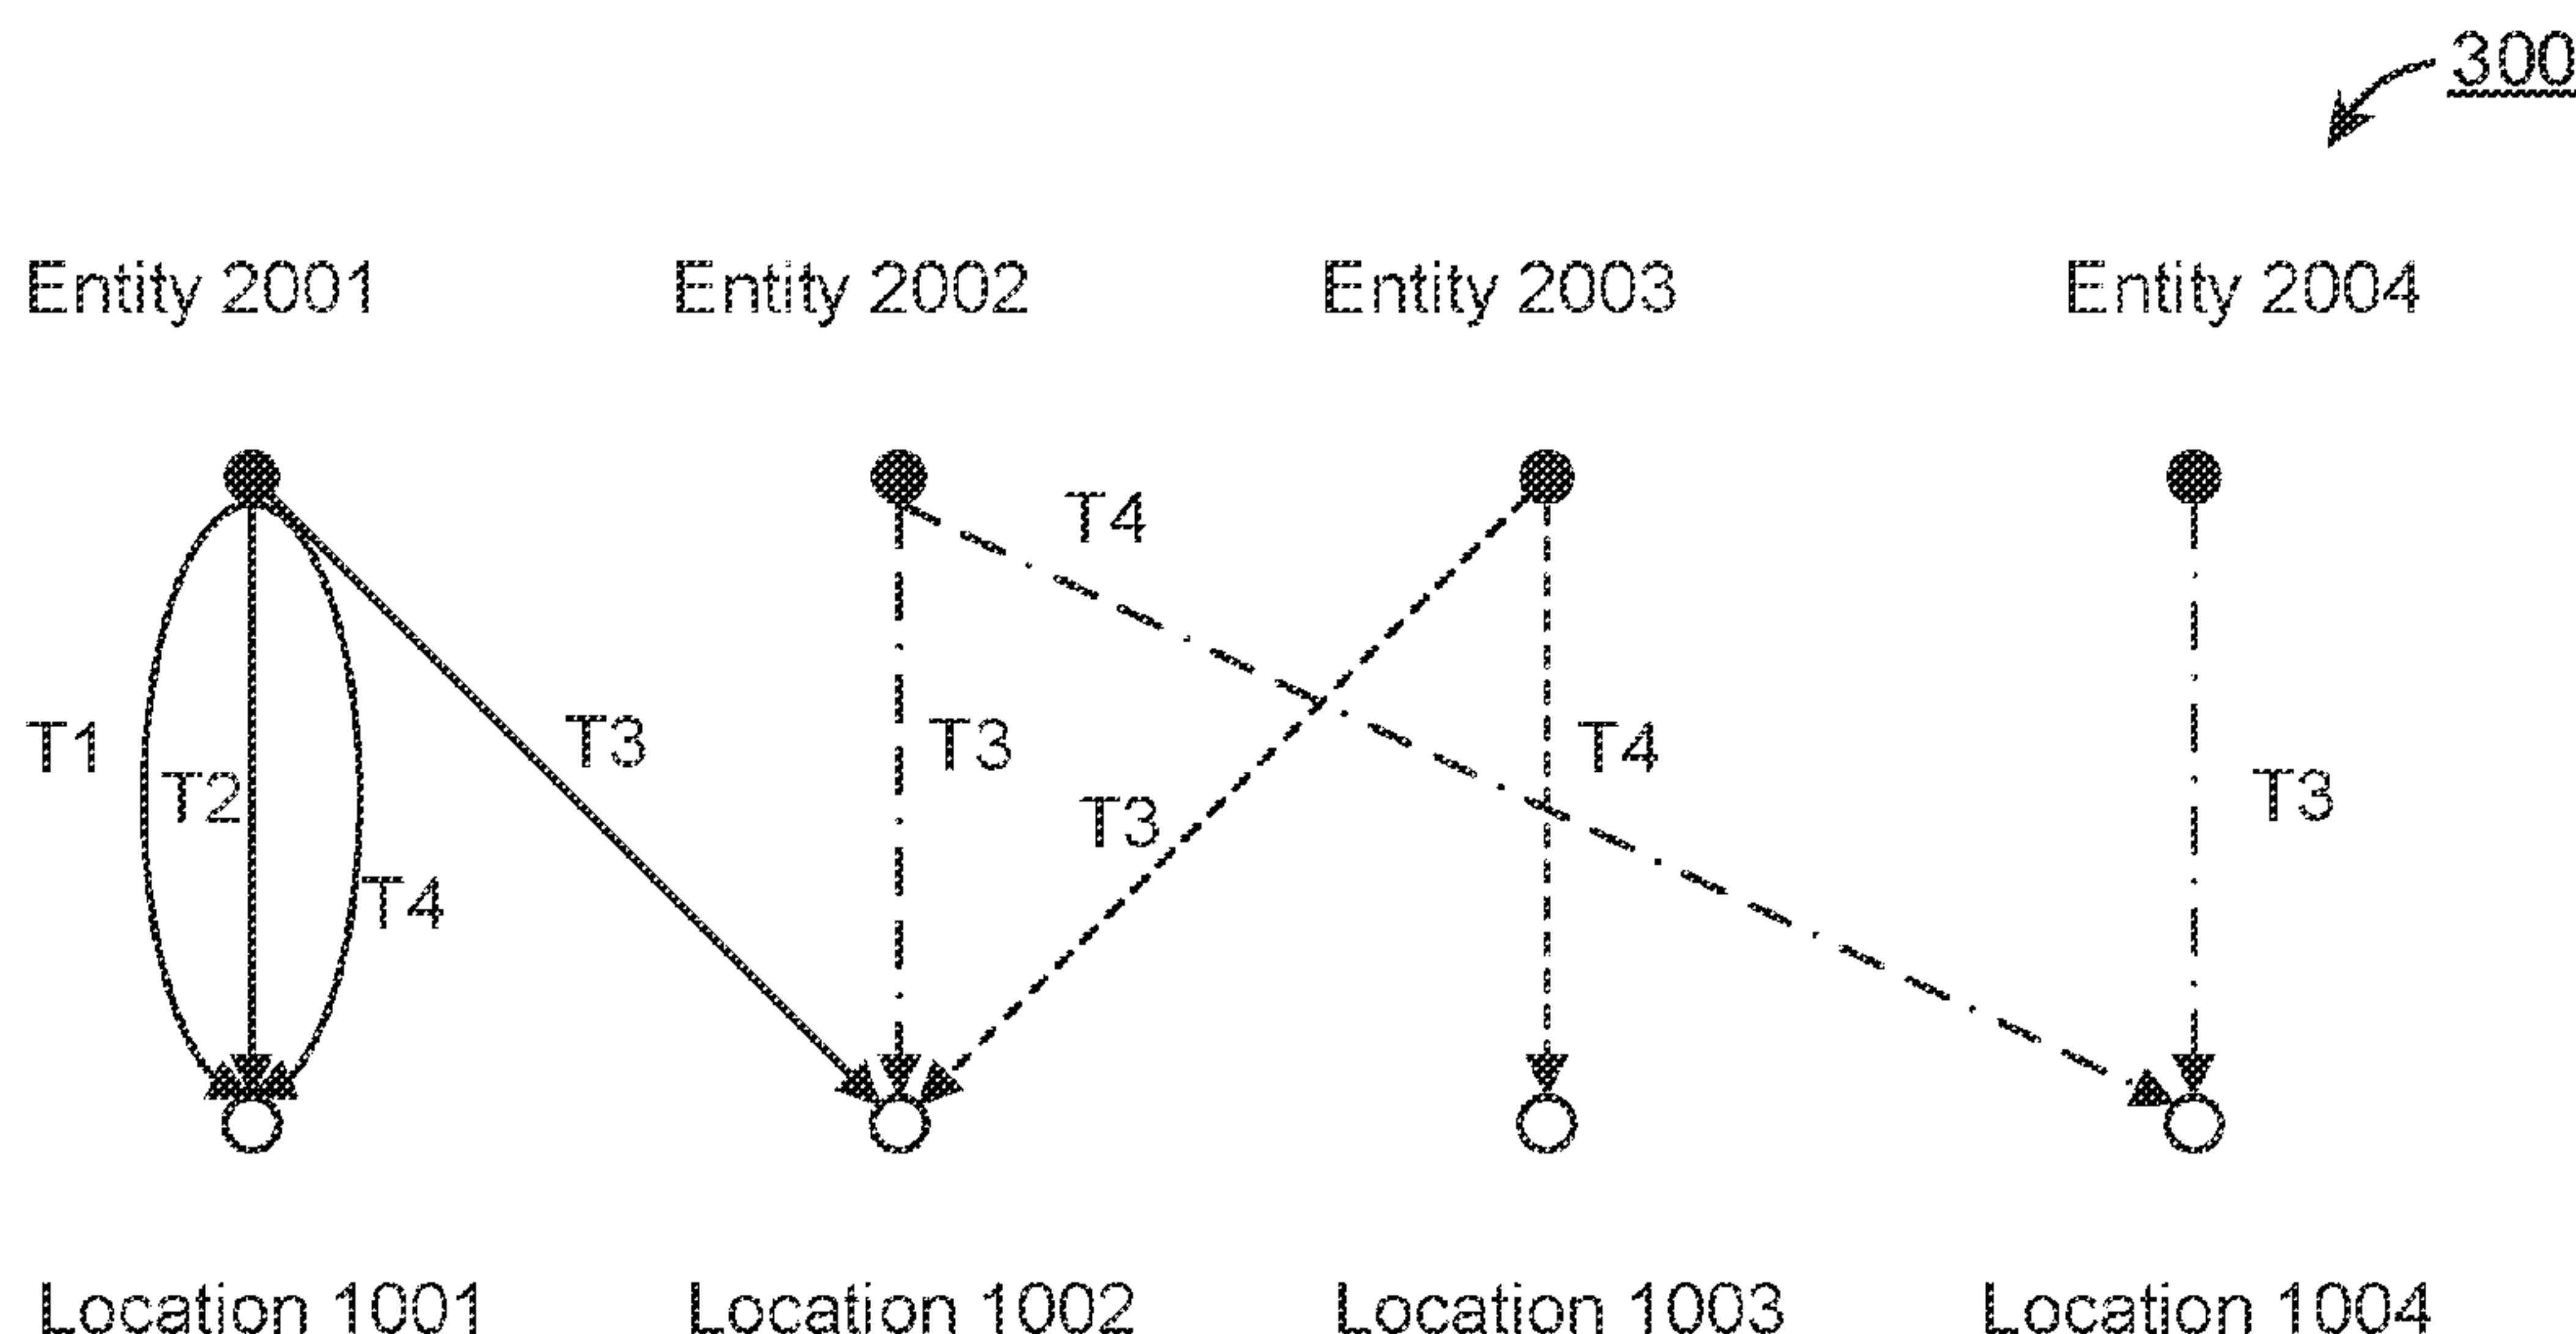 300
Entity 2001 Entity 2002 Entity 2003 Entity 2004
T4
T1 T3 T3 T4
T2 T3 T3
T4
Location 1001 Location 1002 Location 1003 Location 1004